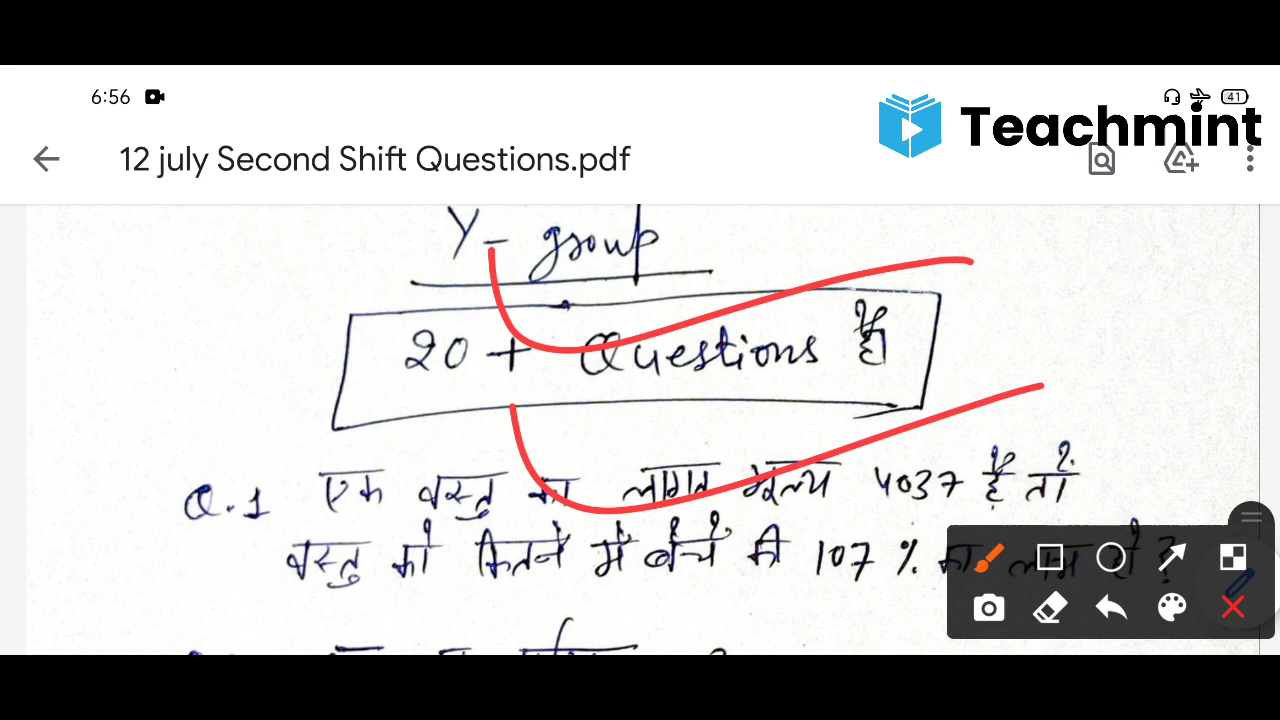 6:56
41
Teachmint
12 july Second Shift Questions.pdf
Y- group
20 + Questions हैं
Q.1 एक वस्तु का लागत मूल्य 4037 है तो
वस्तु को कितने में बेचें की 107 % का लाभ हो ?